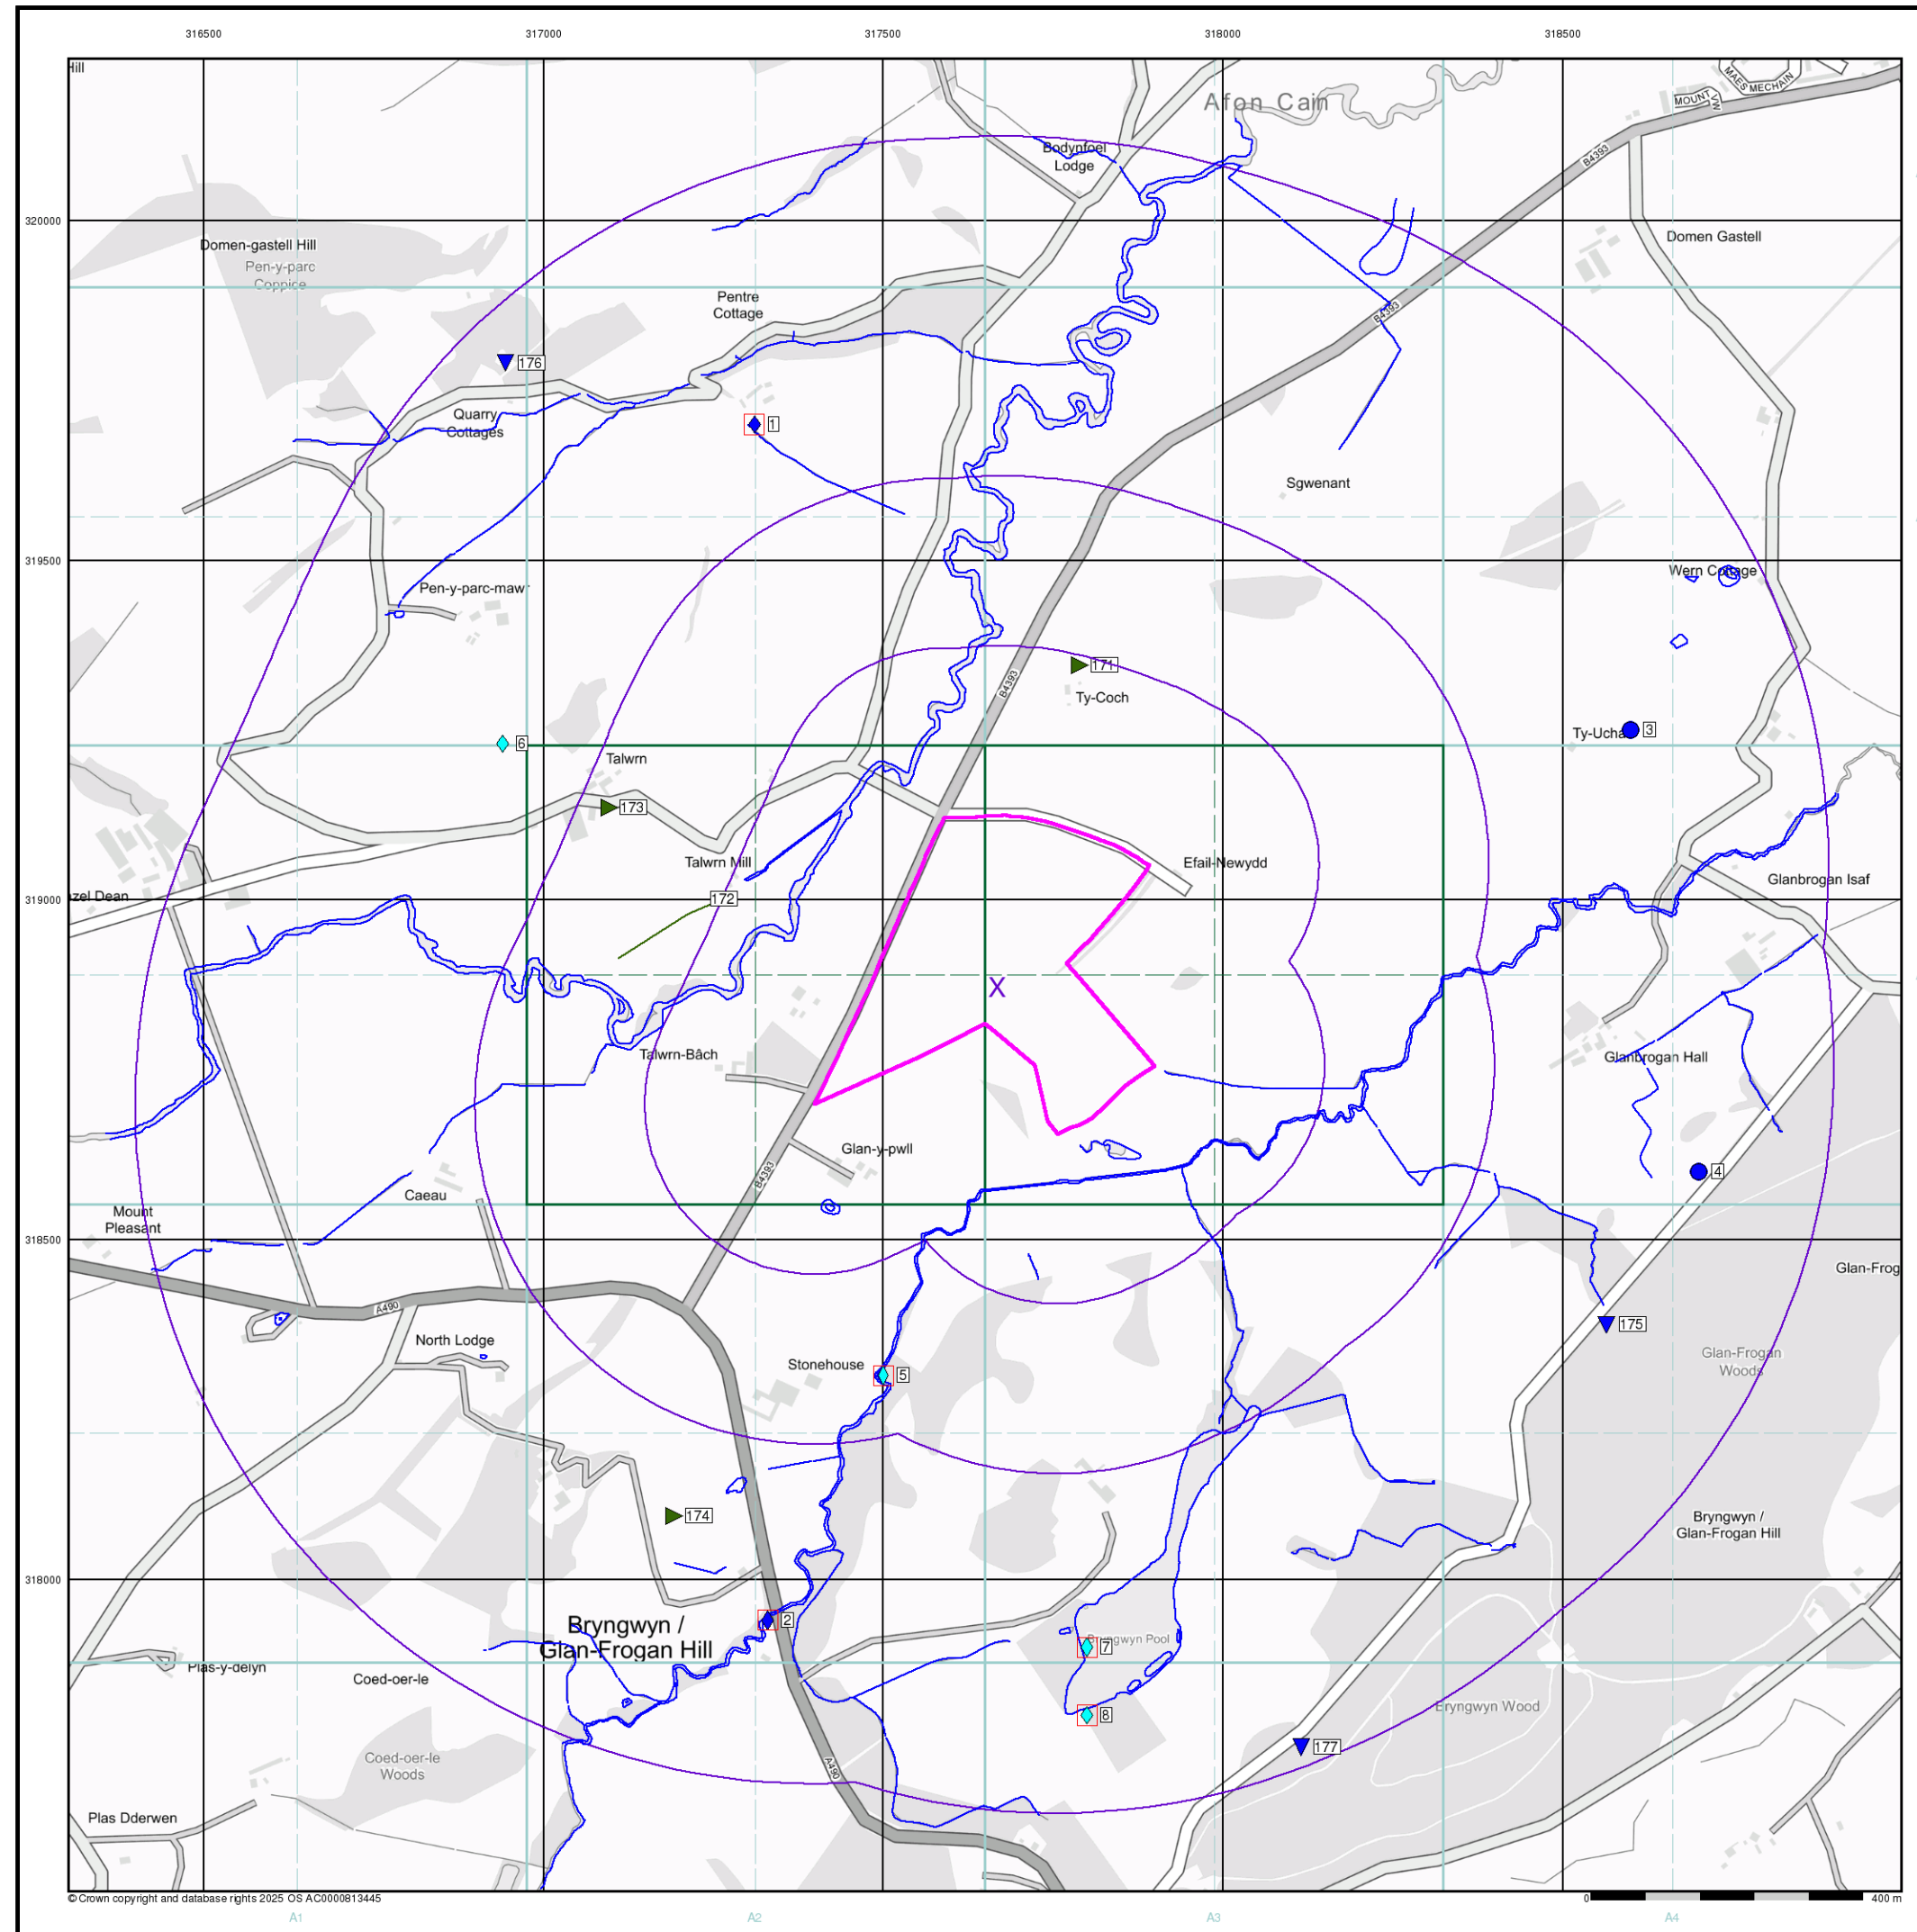 316500
317000
317500
318000
318500
Hill
MAES MECHAIN
MOUNT VW
Afon Cain
B4393
Bodynfoel
Lodge
320000
Domen-gastell Hill
Pen-y-parc
Coppice
Domen Gastell
Pentre
Cottage
B4393
176
Quarry
Cottages
1
Sgwenant
319500
Wern Cottage
Pen-y-parc-mawr
171
Ty-Coch
B4393
Ty-Ucha
3
6
Talwrn
173
Talwrn Mill
Efail-Newydd
Glanbrogan Isaf
172
319000
zel Dean
X
Talwrn-Bâch
Glanbrogan Hall
Glan-y-pwll
4
B4393
Caeau
Mount
Pleasant
318500
Glan-Frog
A490
175
North Lodge
Stonehouse
5
Glan-Frogan
Woods
174
Bryngwyn /
Glan-Frogan Hill
318000
2
Bryngwyn /
Glan-Frogan Hill
Bryngwyn Pool
7
Plas-y-delyn
Coed-oer-le
8
Bryngwyn Wood
177
Coed-oer-le
Woods
A490
Plas Dderwen
© Crown copyright and database rights 2025 OS AC0000813445
0
400 m
A1
A2
A3
A4